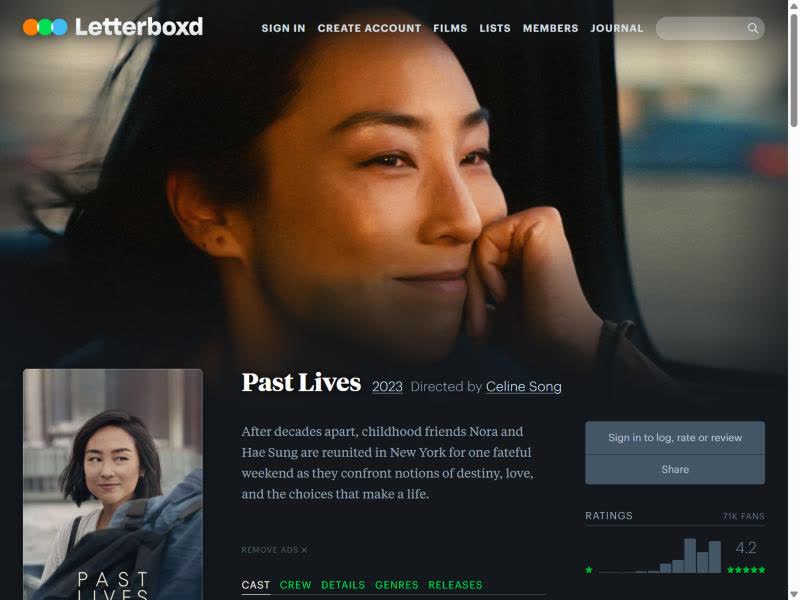 Letterboxd
SIGN IN CREATE ACCOUNT FILMS LISTS MEMBERS JOURNAL
Past Lives 2023 Directed by Celine Song
After decades apart, childhood friends Nora and
Hae Sung are reunited in New York for one fateful
weekend as they confront notions of destiny, love,
and the choices that make a life.
Sign in to log, rate or review
Share
RATINGS 71K FANS
4.2
REMOVE ADS ×
CAST CREW DETAILS GENRES RELEASES
PAST
LIVES